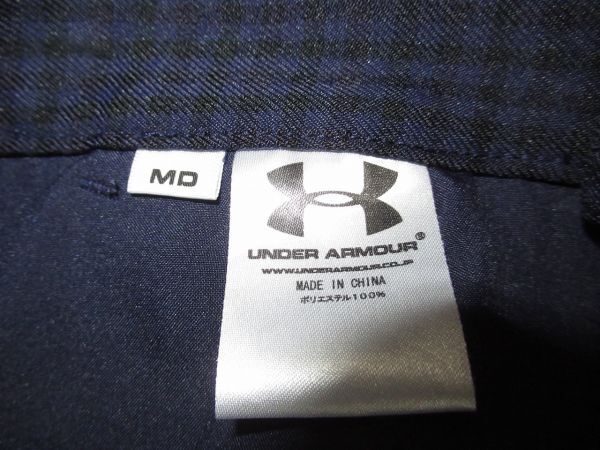 MD
UNDER ARMOUR®
WWW.UNDERARMOUR.CO.JP
MADE IN CHINA
ポリエステル100%